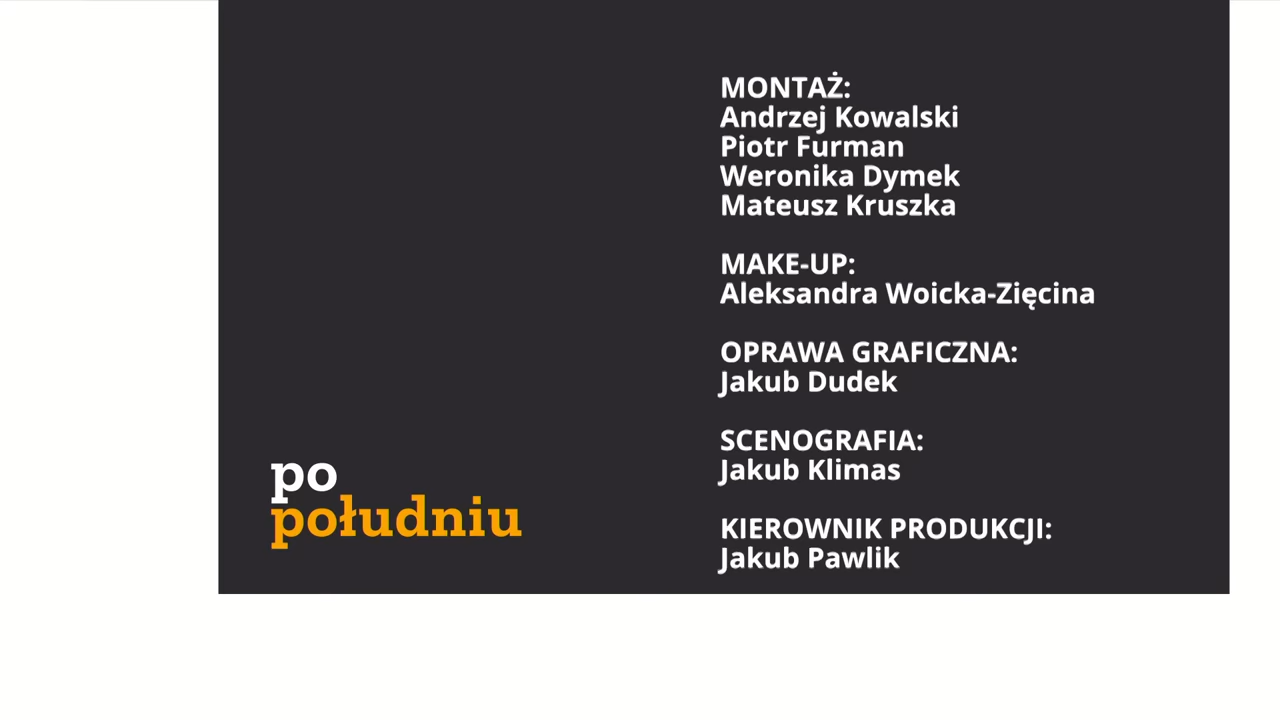 MONTAŻ:
Andrzej Kowalski
Piotr Furman
Weronika Dymek
Mateusz Kruszka
MAKE-UP:
Aleksandra Woicka-Zięcina
OPRAWA GRAFICZNA:
Jakub Dudek
SCENOGRAFIA:
Jakub Klimas
KIEROWNIK PRODUKCJI:
Jakub Pawlik
po
południu